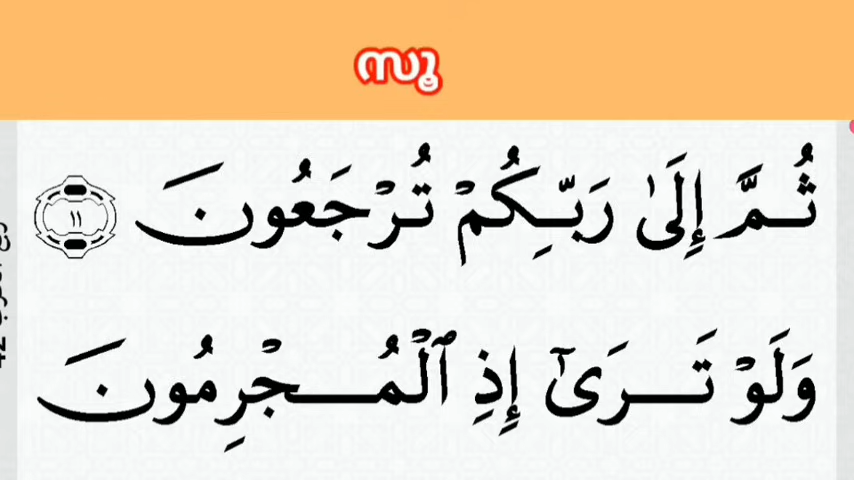 സൂ
ثُمَّ إِلَىٰ رَبِّكُمْ تُرْجَعُونَ ١١
وَلَوْ تَرَىٰٓ إِذِ ٱلْمُجْرِمُونَ